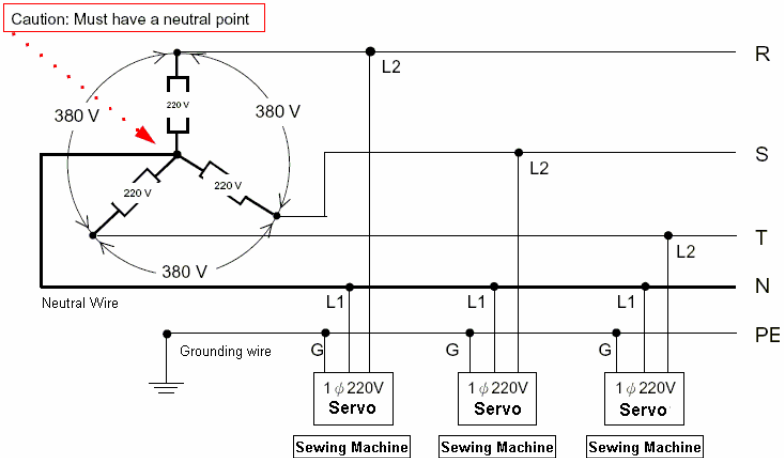 Caution: Must have a neutral point
R
L2
220 V
380 V
380 V
S
L2
220 V
220 V
T
L2
380 V
N
Neutral Wire
L1
L1
L1
PE
Grounding wire
G
G
G
1 ϕ 220V
Servo
1 ϕ 220V
Servo
1 ϕ 220V
Servo
Sewing Machine
Sewing Machine
Sewing Machine